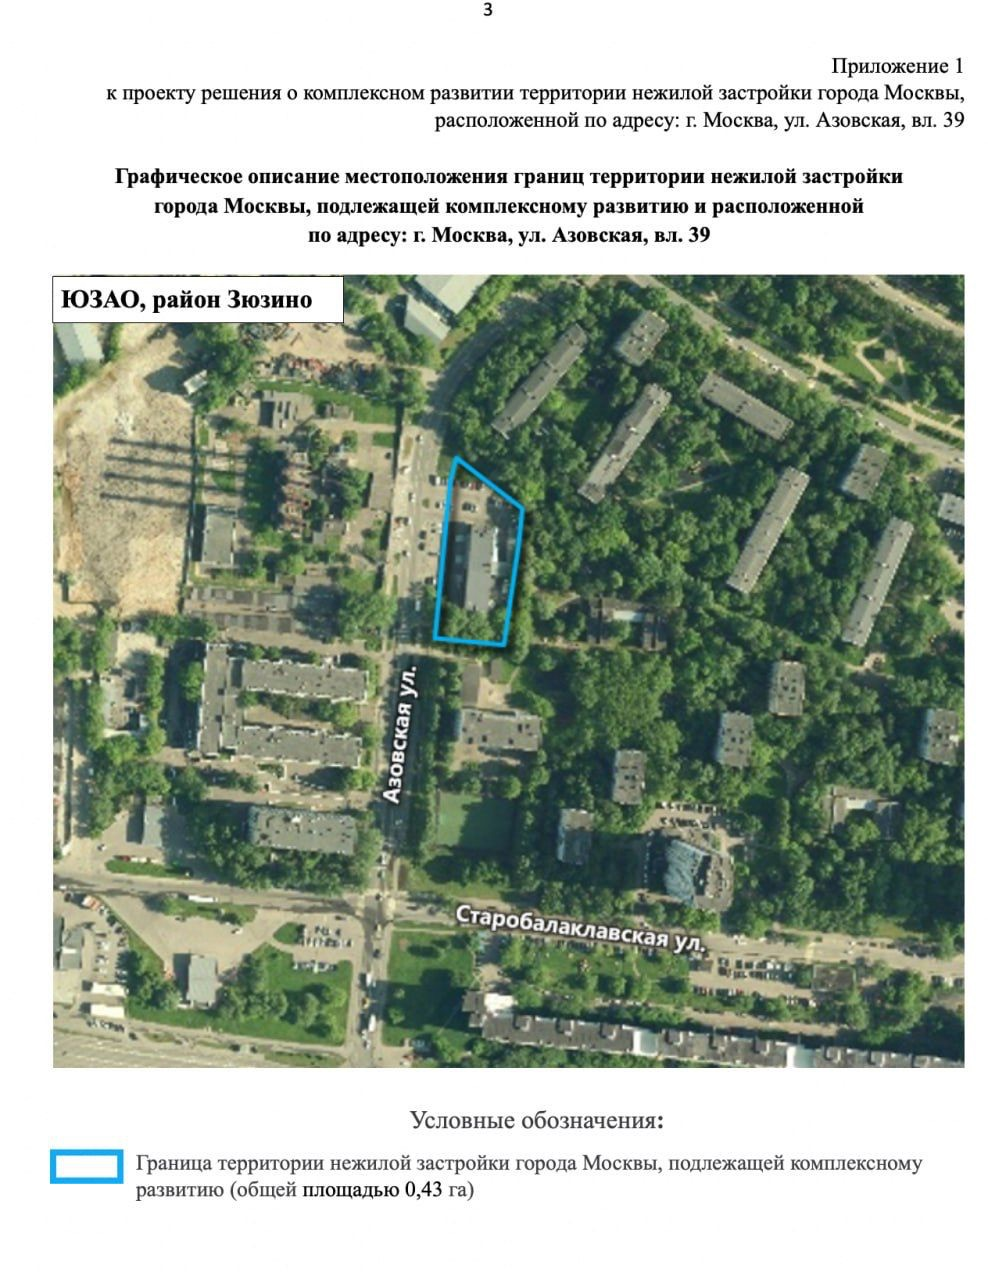 3
Приложение 1
к проекту решения о комплексном развитии территории нежилой застройки города Москвы,
расположенной по адресу: г. Москва, ул. Азовская, вл. 39
Графическое описание местоположения границ территории нежилой застройки
города Москвы, подлежащей комплексному развитию и расположенной
по адресу: г. Москва, ул. Азовская, вл. 39
ЮЗАО, район Зюзино
Азовская ул.
Старобалаклавская ул.
Условные обозначения:
Граница территории нежилой застройки города Москвы, подлежащей комплексному
развитию (общей площадью 0,43 га)